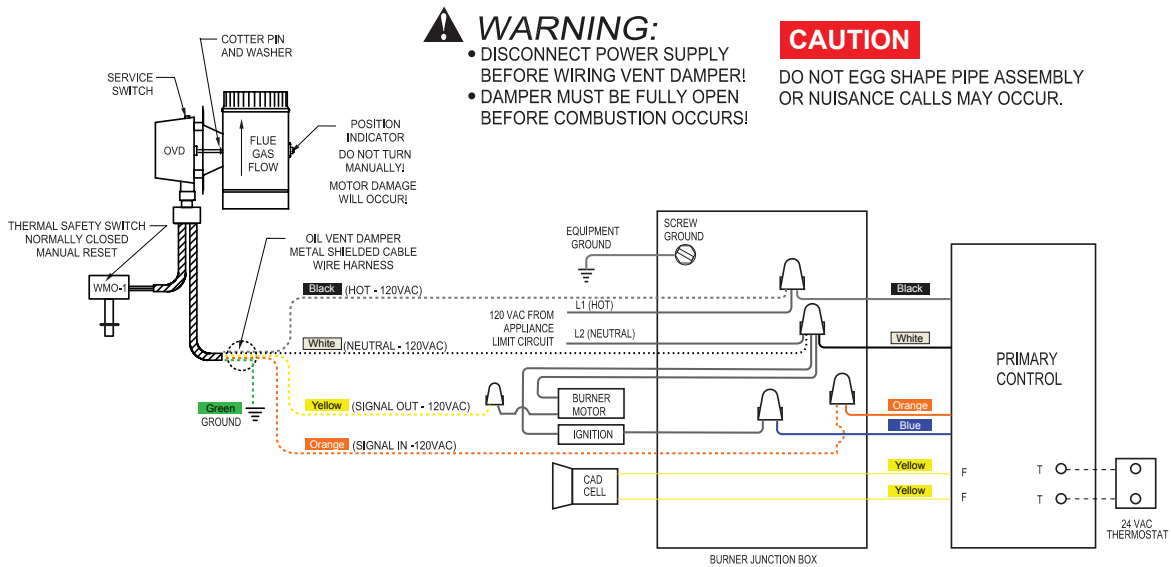 WARNING:
• DISCONNECT POWER SUPPLY
BEFORE WIRING VENT DAMPER!
• DAMPER MUST BE FULLY OPEN
BEFORE COMBUSTION OCCURS!
CAUTION
DO NOT EGG SHAPE PIPE ASSEMBLY
OR NUISANCE CALLS MAY OCCUR.
COTTER PIN
AND WASHER
SERVICE
SWITCH
OVD
FLUE
GAS
FLOW
POSITION
INDICATOR
DO NOT TURN
MANUALLY!
MOTOR DAMAGE
WILL OCCUR!
THERMAL SAFETY SWITCH
NORMALLY CLOSED
MANUAL RESET
WMO-1
OIL VENT DAMPER
METAL SHIELDED CABLE
WIRE HARNESS
EQUIPMENT
GROUND
SCREW
GROUND
Black (HOT - 120VAC)
L1 (HOT)
120 VAC FROM
APPLIANCE
LIMIT CIRCUIT
L2 (NEUTRAL)
White (NEUTRAL - 120VAC)
Green
GROUND
Yellow (SIGNAL OUT - 120VAC)
Orange (SIGNAL IN -120VAC)
BURNER
MOTOR
IGNITION
CAD
CELL
BURNER JUNCTION BOX
Black
White
Orange
Blue
Yellow
Yellow
PRIMARY
CONTROL
F
F
T
T
24 VAC
THERMOSTAT